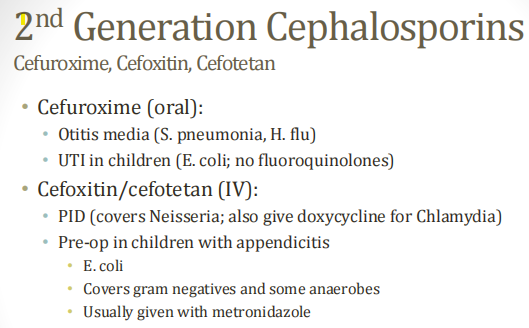 2nd Generation Cephalosporins
Cefuroxime, Cefoxitin, Cefotetan
• Cefuroxime (oral):
• Otitis media (S. pneumonia, H. flu)
• UTI in children (E. coli; no fluoroquinolones)
• Cefoxitin/cefotetan (IV):
• PID (covers Neisseria; also give doxycycline for Chlamydia)
• Pre-op in children with appendicitis
• E. coli
• Covers gram negatives and some anaerobes
• Usually given with metronidazole